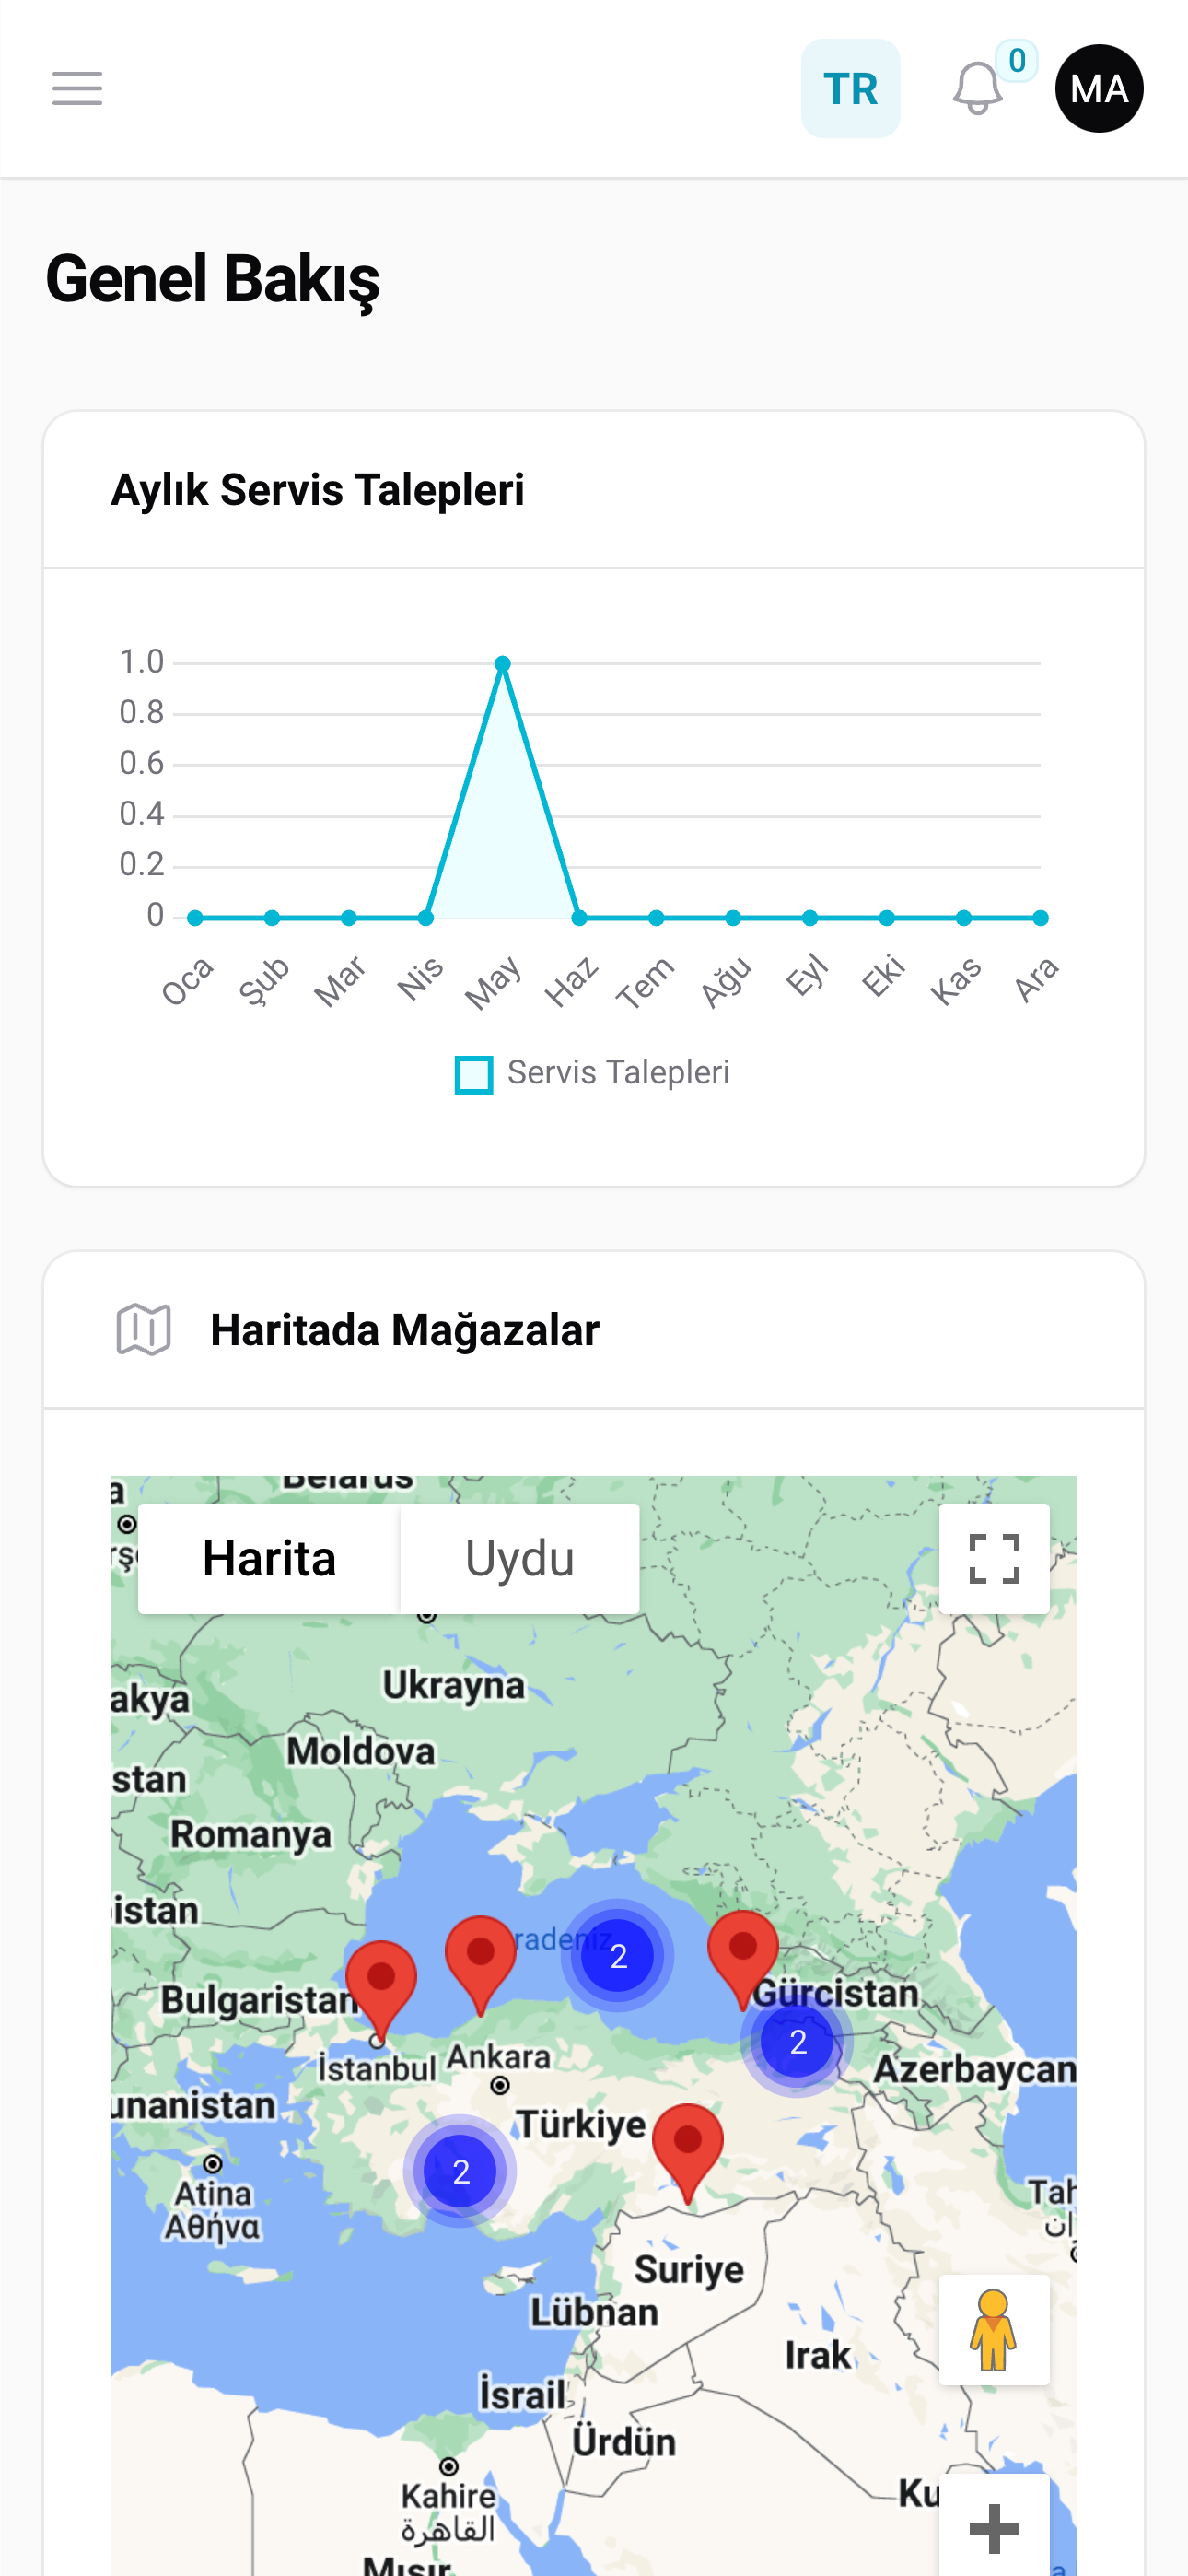 TR
0
MA
Genel Bakış
Aylık Servis Talepleri
1.0
0.8
0.6
0.4
0.2
0
Oca Şub Mar Nis May Haz Tem Ağu Eyl Eki Kas Ara
Servis Talepleri
Haritada Mağazalar
Belarus
Harita
Uydu
Ukrayna
akya
Moldova
stan
Romanya
istan
radeniz
2
Bulgaristan
Gürcistan
2
İstanbul
Ankara
Azerbaycan
unanistan
Türkiye
2
Atina
Αθήνα
Tah
Suriye
Lübnan
Irak
İsrail
Ürdün
Kahire
القاهرة
Ku
Mısır